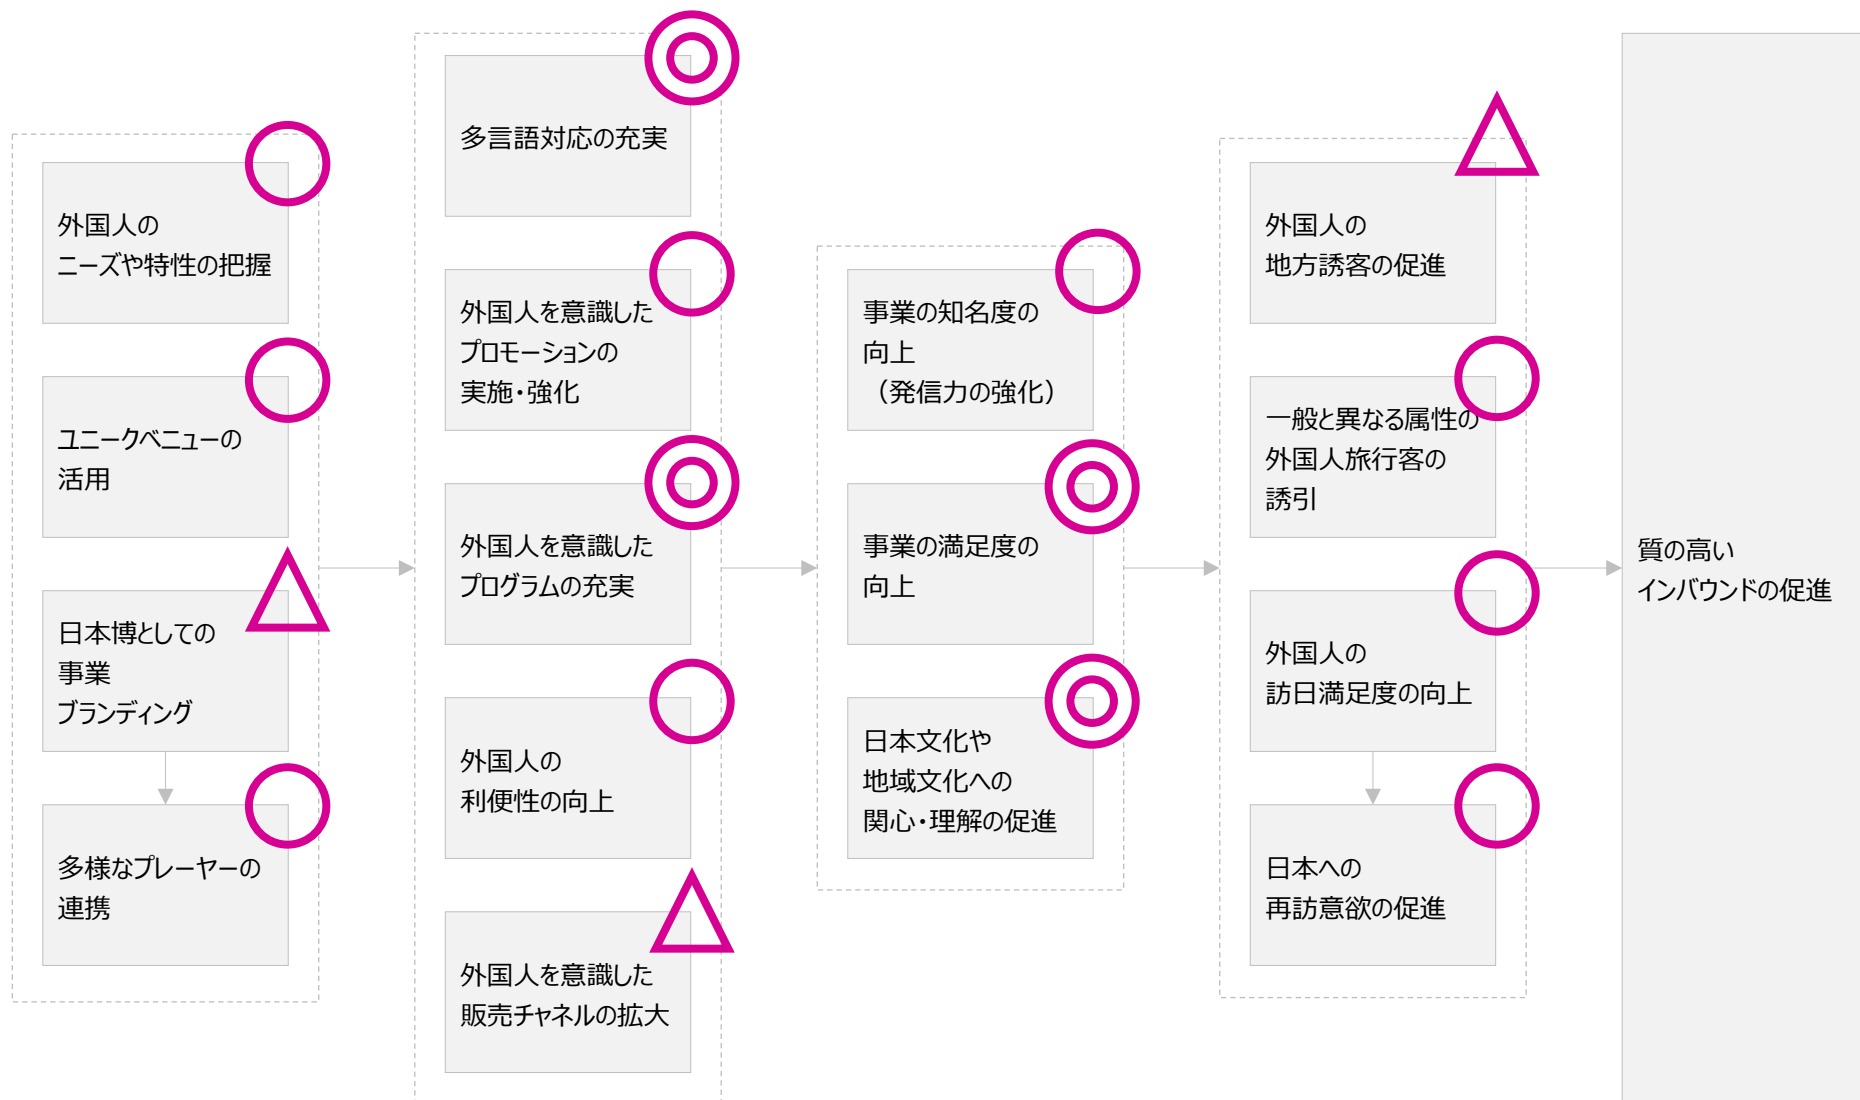 外国人の
ニーズや特性の把握
ユニークベニューの
活用
日本博としての
事業
ブランディング
多様なプレーヤーの
連携
多言語対応の充実
外国人を意識した
プロモーションの
実施・強化
外国人を意識した
プログラムの充実
外国人の
利便性の向上
外国人を意識した
販売チャネルの拡大
事業の知名度の
向上
（発信力の強化）
事業の満足度の
向上
日本文化や
地域文化への
関心・理解の促進
外国人の
地方誘客の促進
一般と異なる属性の
外国人旅行客の
誘引
外国人の
訪日満足度の向上
日本への
再訪意欲の促進
質の高い
インバウンドの促進